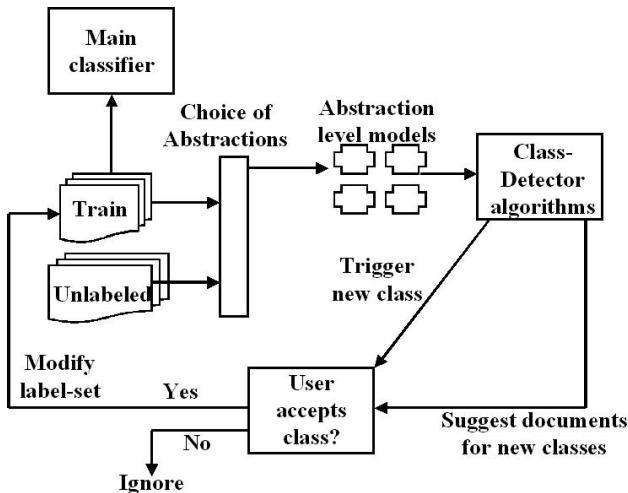 Main
classifier
Choice of
Abstractions
Abstraction
level models
Class-
Detector
algorithms
Train
Unlabeled
Trigger
new class
Modify
label-set
Yes
User
accepts
class?
No
Ignore
Suggest documents
for new classes